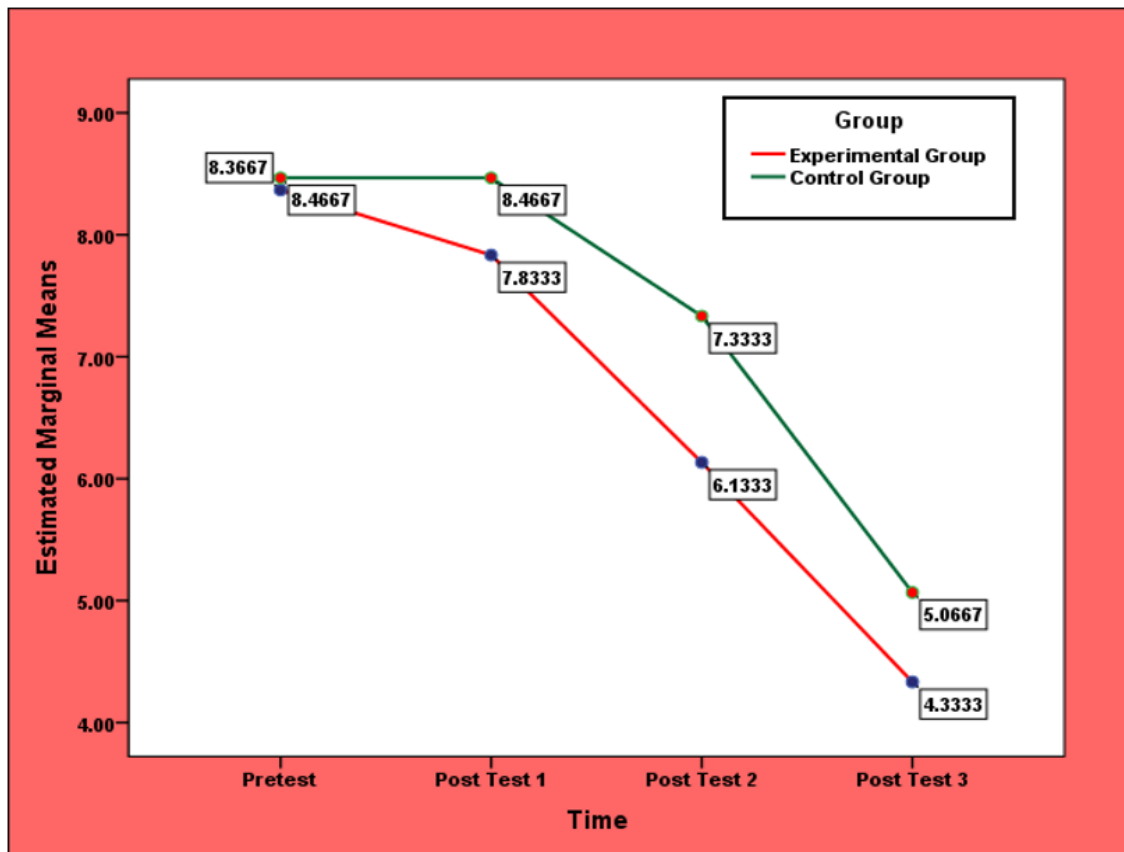 9.00
8.00
7.00
6.00
5.00
4.00
Estimated Marginal Means
Group
Experimental Group
Control Group
8.3667
8.4667
8.4667
7.8333
7.3333
6.1333
5.0667
4.3333
Pretest
Post Test 1
Post Test 2
Post Test 3
Time